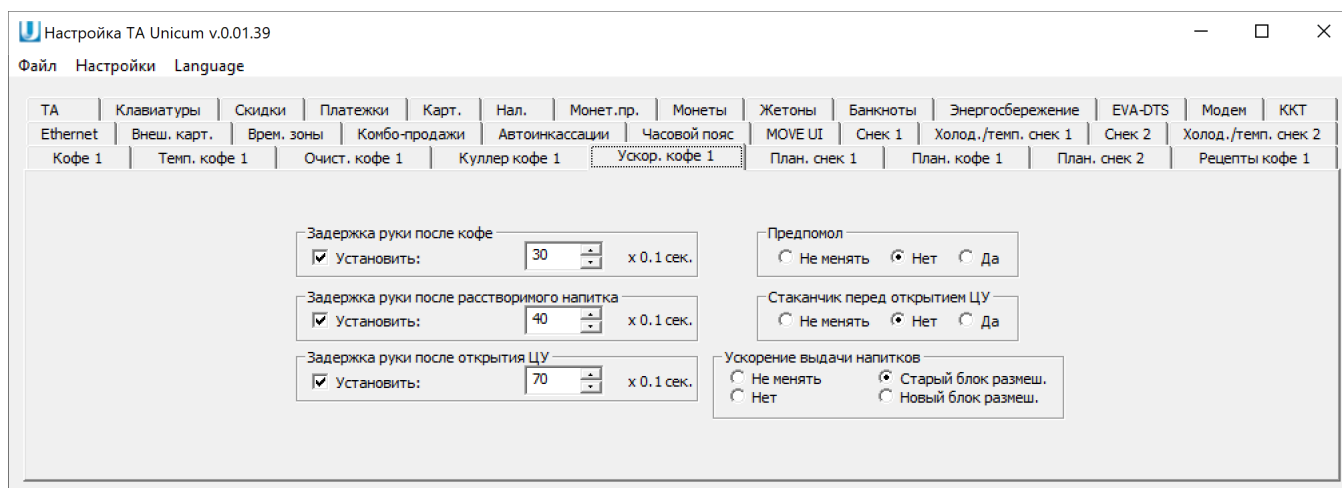 Настройка TA Unicum v.0.01.39
Файл Настройки Language
ТА Клавиатуры Скидки Платежки Карт. Нал. Монет.пр. Монеты Жетоны Банкноты Энергосбережение EVA-DTS Модем ККТ
Ethernet Внеш. карт. Врем. зоны Комбо-продажи Автоинкассации Часовой пояс MOVE UI Снек 1 Холод./темп. снек 1 Снек 2 Холод./темп. снек 2
Кофе 1 Темп. кофе 1 Очист. кофе 1 Куллер кофе 1 Ускор. кофе 1 План. снек 1 План. кофе 1 План. снек 2 Рецепты кофе 1
Задержка руки после кофе
Установить: 30 x 0.1 сек.
Предпомол
Не менять Нет Да
Задержка руки после расстворимого напитка
Установить: 40 x 0.1 сек.
Стаканчик перед открытием ЦУ
Не менять Нет Да
Задержка руки после открытия ЦУ
Установить: 70 x 0.1 сек.
Ускорение выдачи напитков
Не менять Старый блок размеш.
Нет Новый блок размеш.